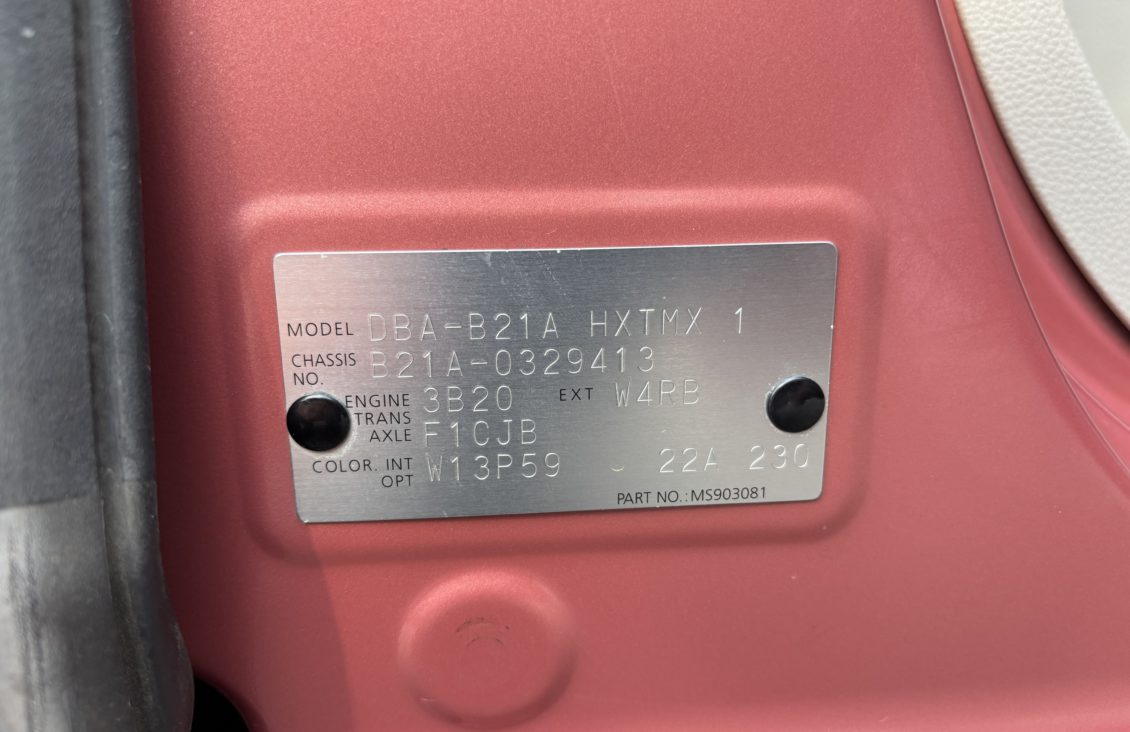 MODEL DBA-B21A HXTMX 1
CHASSIS NO. B21A-0329413
ENGINE 3B20 EXT W4RB
TRANS AXLE F1CJB
COLOR. INT OPT W13P59 22A 230
PART NO.:MS903081